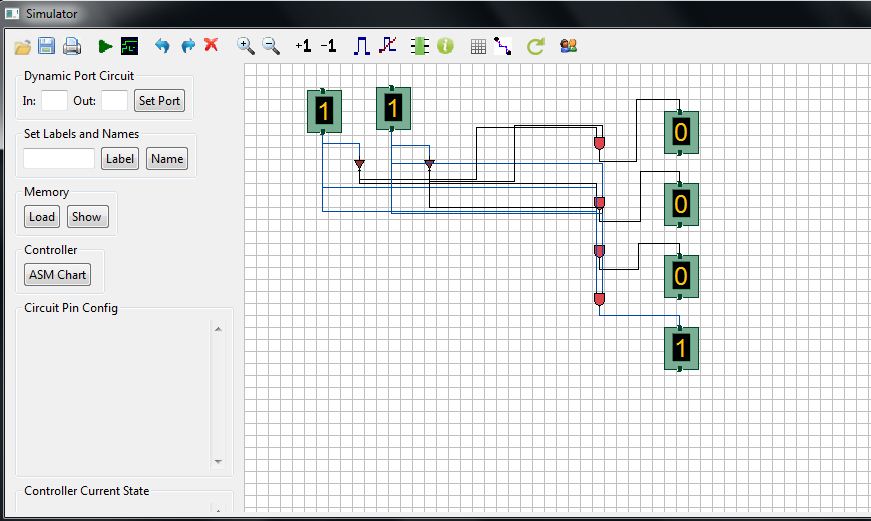 Simulator
+1 -1
Dynamic Port Circuit
In: Out: Set Port
Set Labels and Names
Label Name
Memory
Load Show
Controller
ASM Chart
Circuit Pin Config
Controller Current State
1 1
0
0
0
1